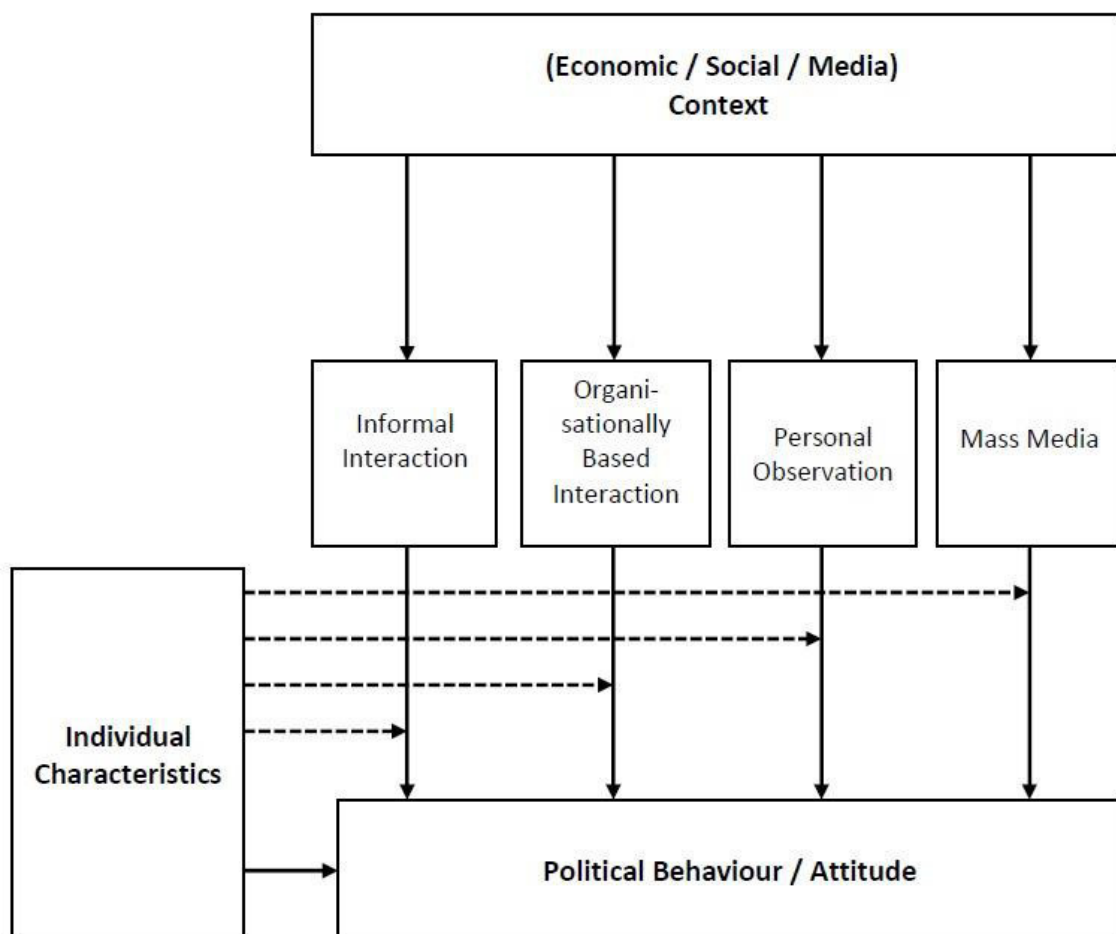 (Economic / Social / Media)
Context
Informal
Interaction
Organi-
sationally
Based
Interaction
Personal
Observation
Mass Media
Individual
Characteristics
Political Behaviour / Attitude